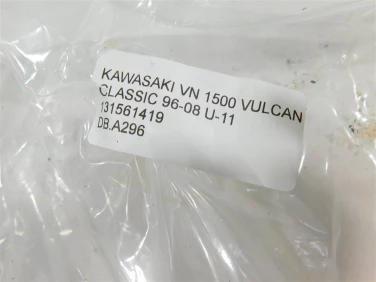 KAWASAKI VN 1500 VULCAN
CLASSIC 96-08 U-11
131561419
DB.A296